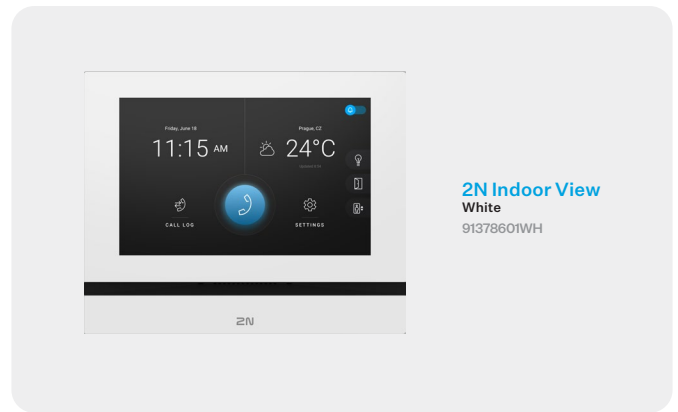 Friday, June 18
11:15 AM
Prague, CZ
24°C
CALL LOG
SETTINGS
2N
2N Indoor View
White
91378601WH